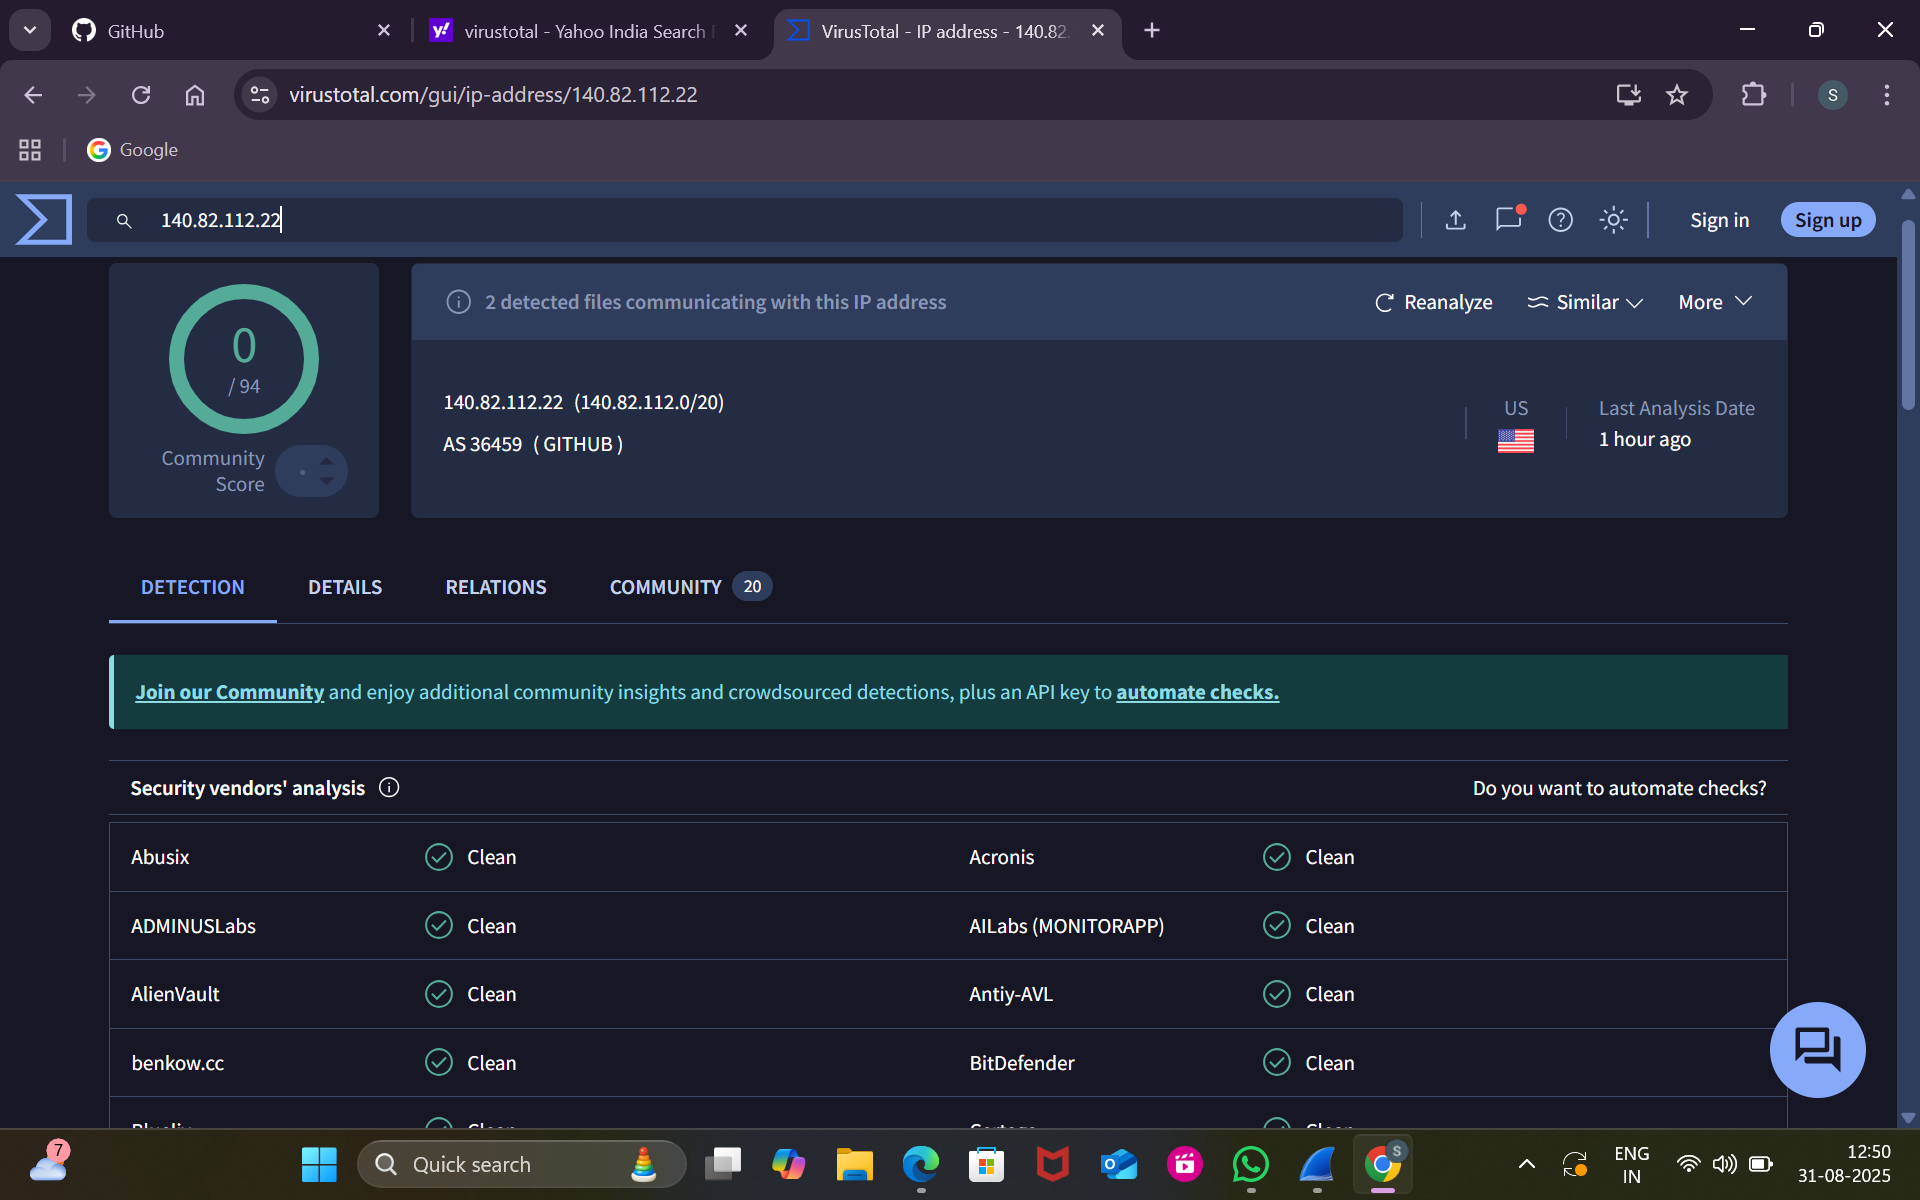 GitHub
virustotal - Yahoo India Search
VirusTotal - IP address - 140.82.
virustotal.com/gui/ip-address/140.82.112.22
S
Google
140.82.112.22
Sign in
Sign up
0
/ 94
Community
Score
2 detected files communicating with this IP address
Reanalyze
Similar
More
140.82.112.22 (140.82.112.0/20)
AS 36459 ( GITHUB )
US
Last Analysis Date
1 hour ago
DETECTION
DETAILS
RELATIONS
COMMUNITY 20
Join our Community and enjoy additional community insights and crowdsourced detections, plus an API key to automate checks.
Security vendors' analysis
Do you want to automate checks?
Abusix Clean Acronis Clean
ADMINUSLabs Clean AILabs (MONITORAPP) Clean
AlienVault Clean Antiy-AVL Clean
benkow.cc Clean BitDefender Clean
7
Quick search
S
ENG
IN
12:50
31-08-2025